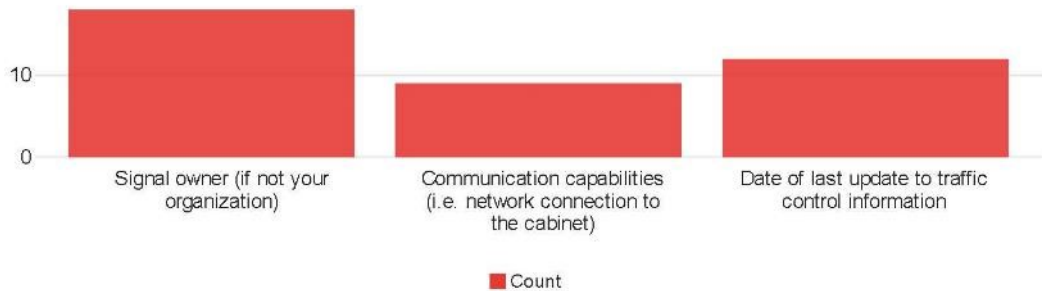 10
0
Signal owner (if not your
organization)
Communication capabilities
(i.e. network connection to
the cabinet)
Date of last update to traffic
control information
Count